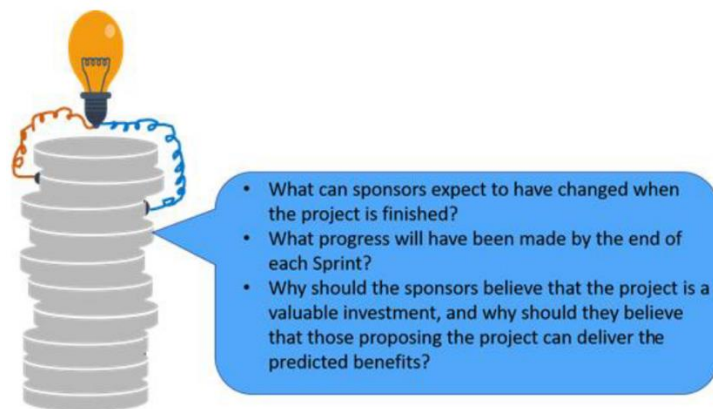 • What can sponsors expect to have changed when
the project is finished?
• What progress will have been made by the end of
each Sprint?
• Why should the sponsors believe that the project is a
valuable investment, and why should they believe
that those proposing the project can deliver the
predicted benefits?